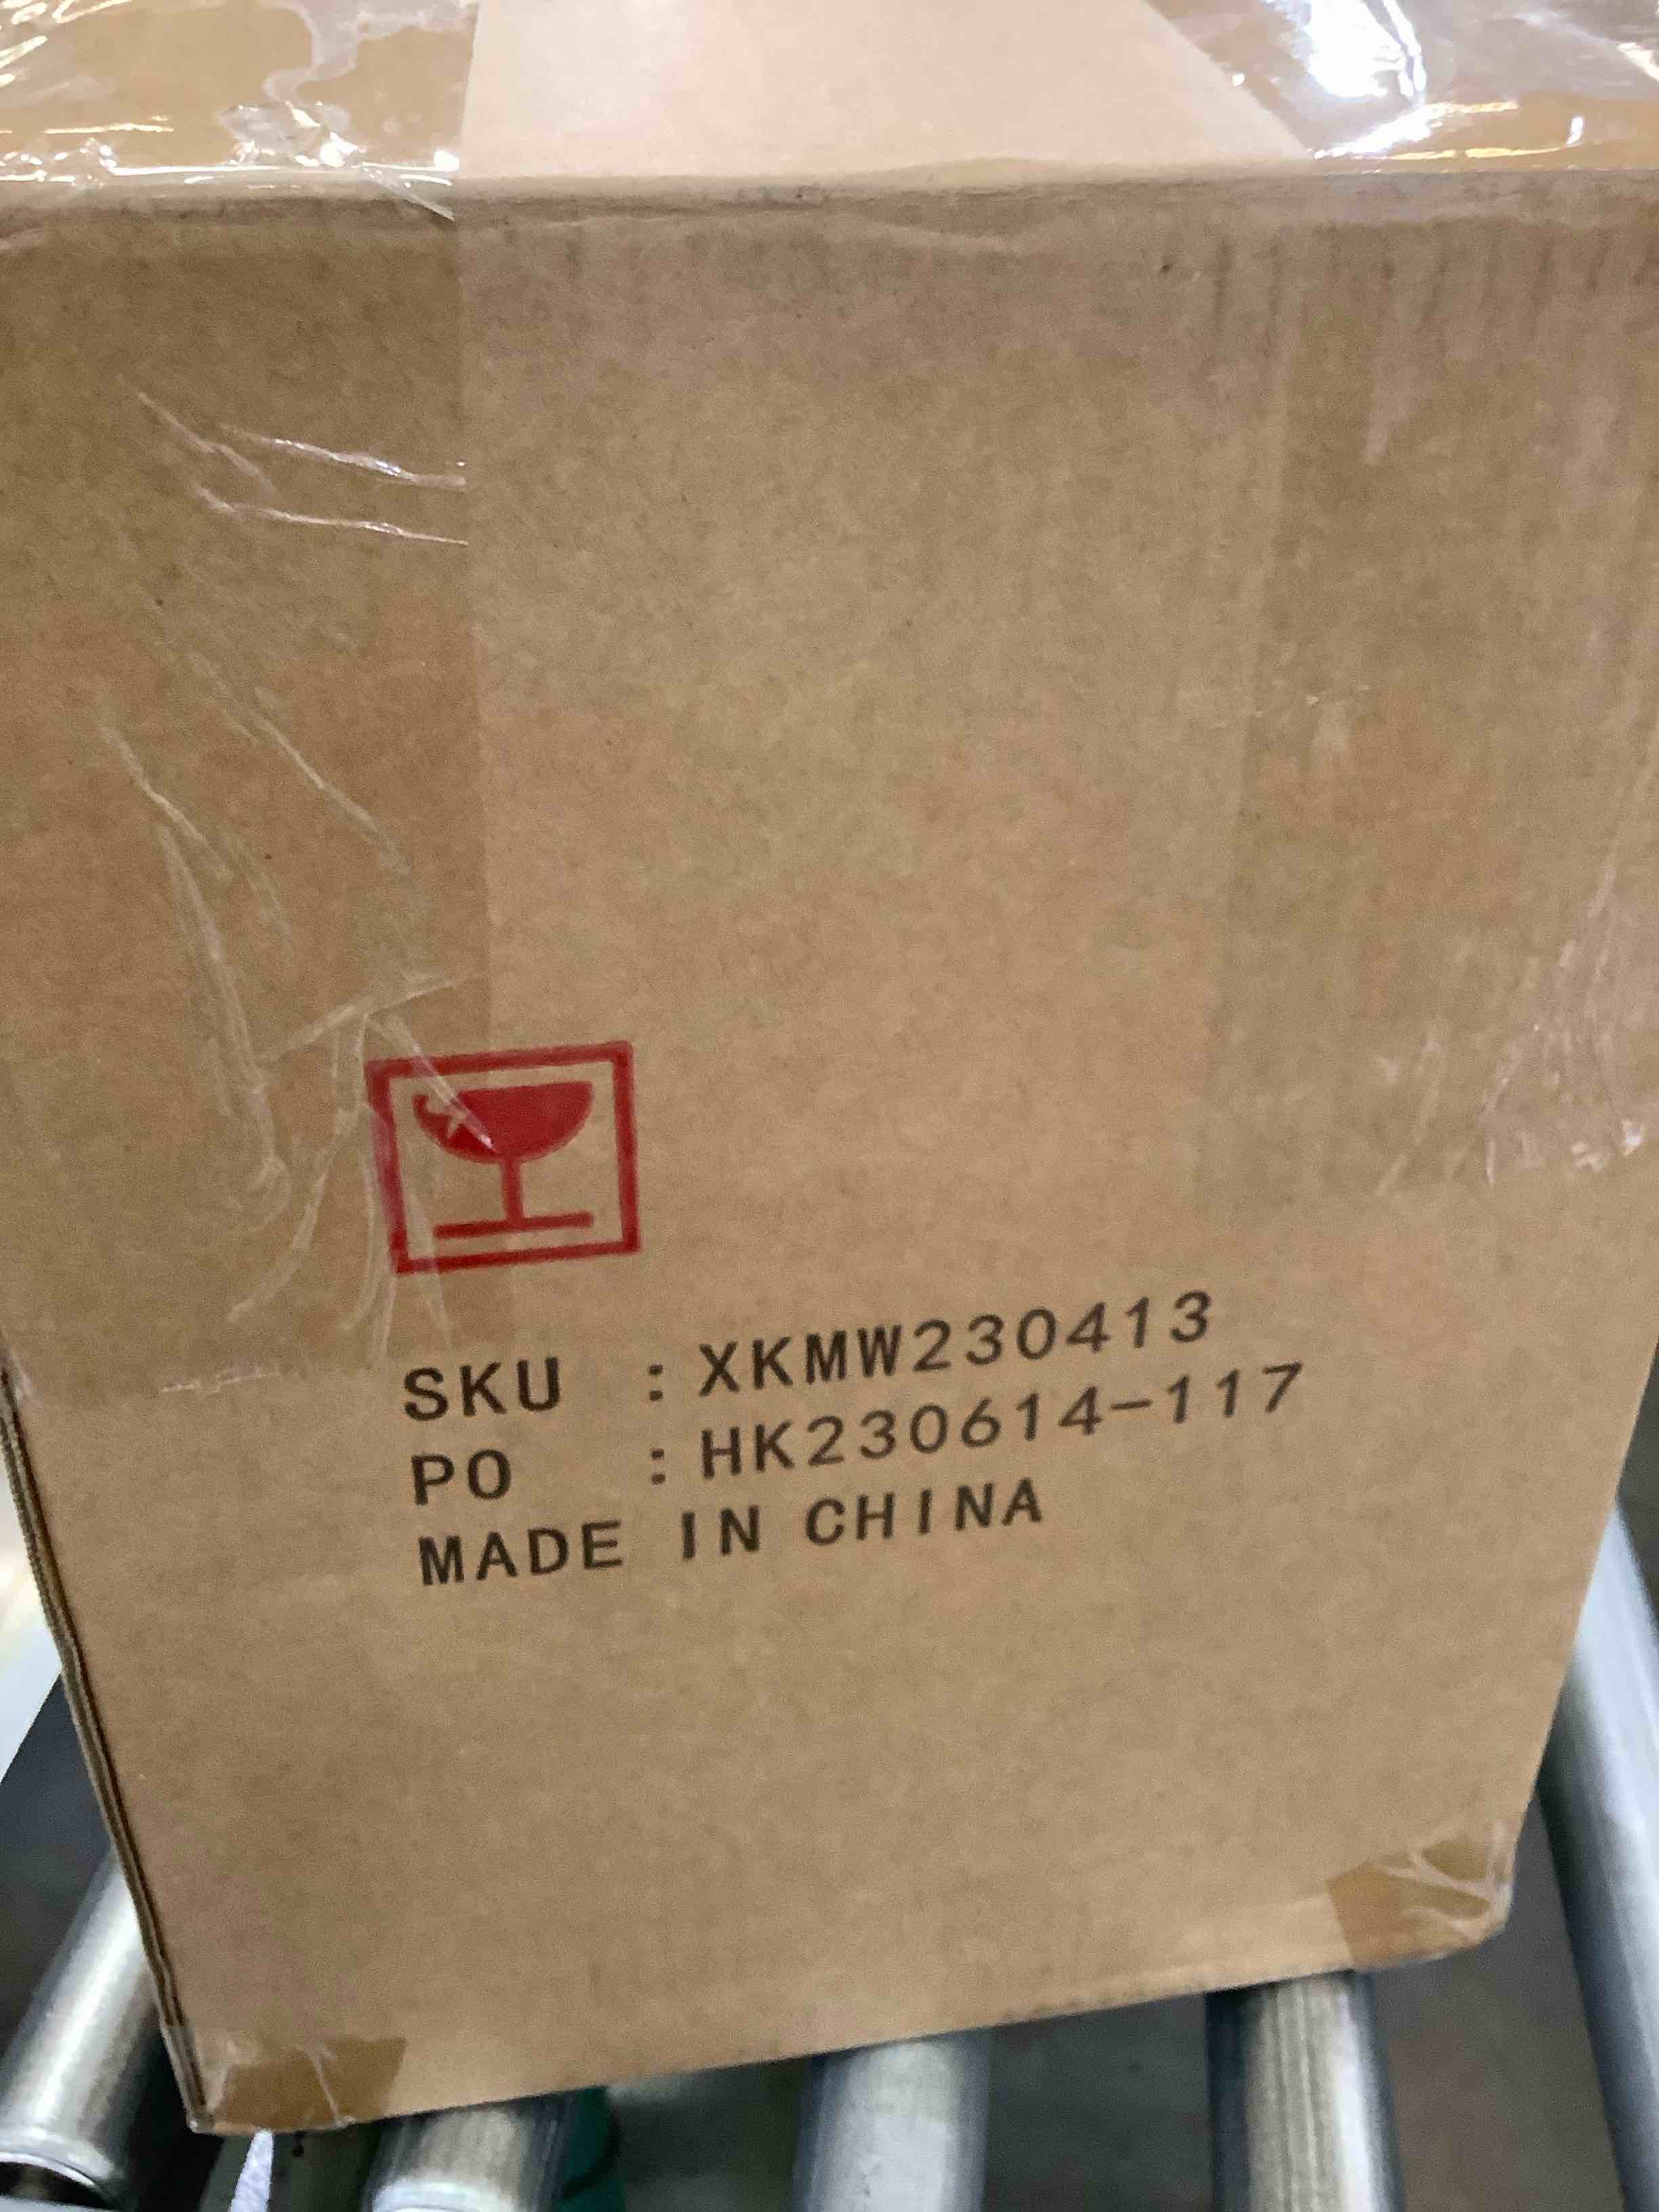 SKU : XKMW230413
PO : HK230614-117
MADE IN CHINA